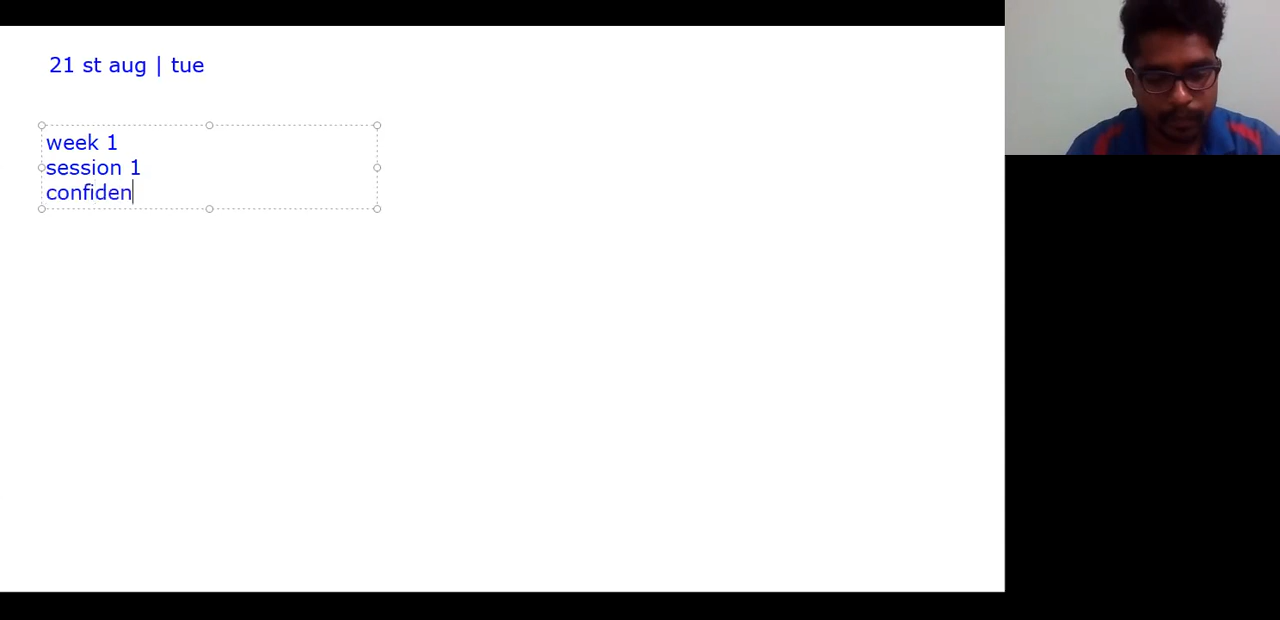 21 st aug | tue
week 1
session 1
confiden